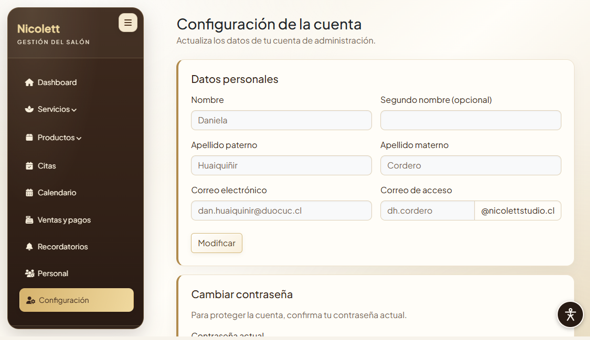 Nicolett
GESTIÓN DEL SALÓN
Dashboard
Servicios
Productos
Citas
Calendario
Ventas y pagos
Recordatorios
Personal
Configuración
Configuración de la cuenta
Actualiza los datos de tu cuenta de administración.
Datos personales
Nombre
Segundo nombre (opcional)
Daniela
Apellido paterno
Apellido materno
Huaiquiñir
Cordero
Correo electrónico
Correo de acceso
dan.huaiquinir@duocuc.cl
dh.cordero
@nicolettstudio.cl
Modificar
Cambiar contraseña
Para proteger la cuenta, confirma tu contraseña actual.
Contraseña actual